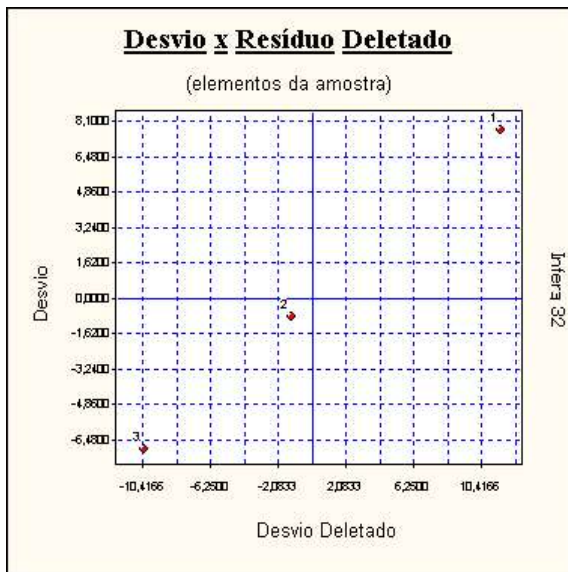 Desvio x Resíduo Deletado
(elementos da amostra)
8,1000
6,4800
4,8600
3,2400
1,6200
0,0000
-1,6200
-3,2400
-4,8600
-6,4800
1
2
3
-10,4166 -6,2500 -2,0833 2,0833 6,2500 10,4166
Desvio
Infera 32
Desvio Deletado